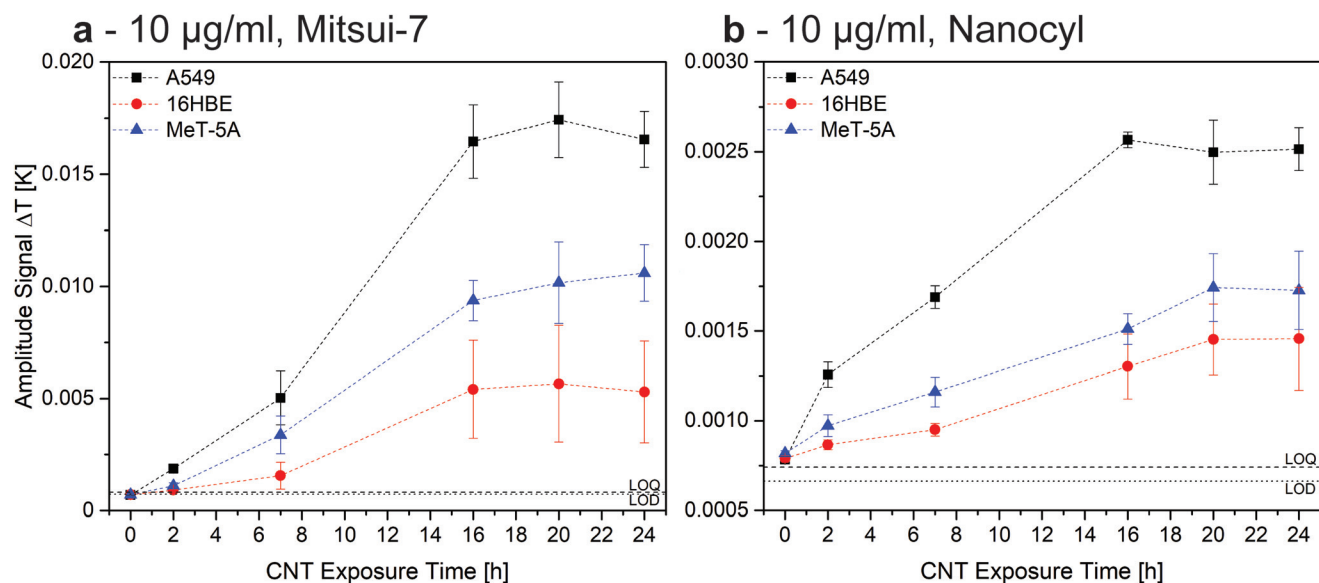 a - 10 µg/ml, Mitsui-7
Amplitude Signal ΔT [K]
0.020
0.015
0.010
0.005
0
A549
16HBE
MeT-5A
LOQ
LOD
0 2 4 6 8 10 12 14 16 18 20 22 24
CNT Exposure Time [h]
b - 10 µg/ml, Nanocyl
0.0030
0.0025
0.0020
0.0015
0.0010
0.0005
A549
16HBE
MeT-5A
LOQ
LOD
0 2 4 6 8 10 12 14 16 18 20 22 24
CNT Exposure Time [h]